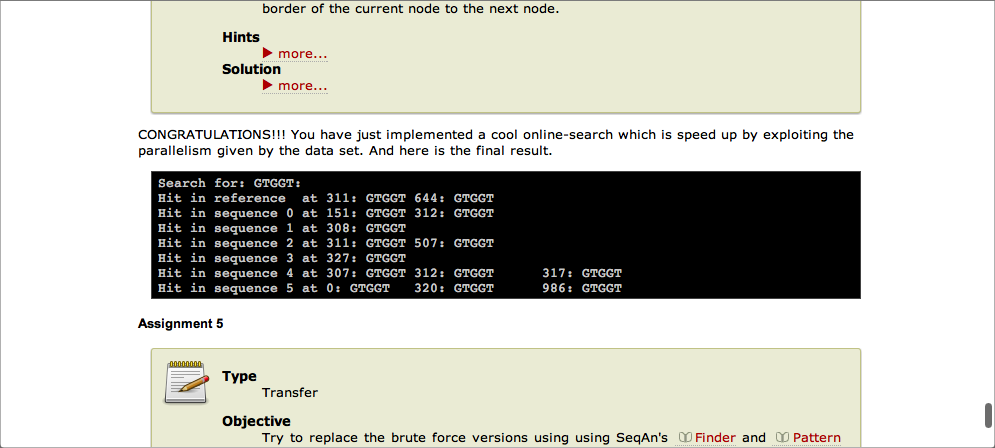 border of the current node to the next node.
Hints
▶ more...
Solution
▶ more...
CONGRATULATIONS!!! You have just implemented a cool online-search which is speed up by exploiting the
parallelism given by the data set. And here is the final result.
Search for: GTGGT:
Hit in reference  at 311: GTGGT 644: GTGGT
Hit in sequence 0 at 151: GTGGT 312: GTGGT
Hit in sequence 1 at 308: GTGGT
Hit in sequence 2 at 311: GTGGT 507: GTGGT
Hit in sequence 3 at 327: GTGGT
Hit in sequence 4 at 307: GTGGT 312: GTGGT      317: GTGGT
Hit in sequence 5 at 0: GTGGT   320: GTGGT      986: GTGGT
Assignment 5
Type
Transfer
Objective
Try to replace the brute force versions using using SeqAn's Finder and Pattern